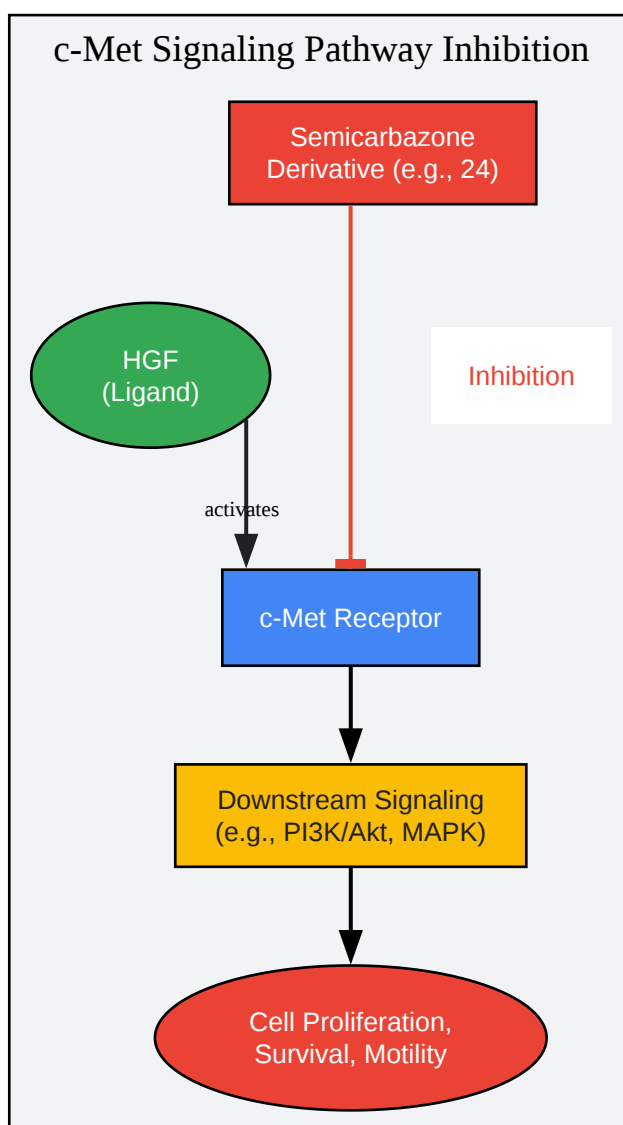 c-Met Signaling Pathway Inhibition
Semicarbazone
Derivative (e.g., 24)
HGF
(Ligand)
Inhibition
activates
c-Met Receptor
Downstream Signaling
(e.g., PI3K/Akt, MAPK)
Cell Proliferation,
Survival, Motility